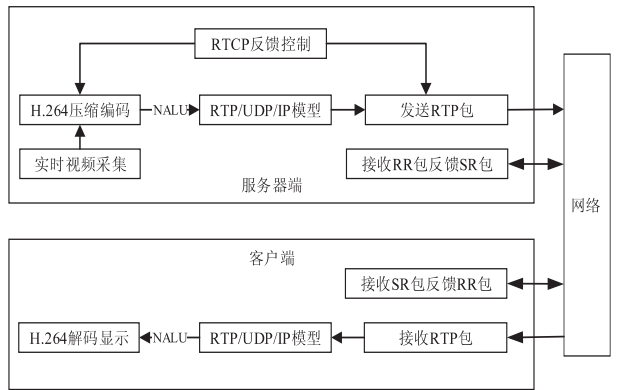 RTCP反馈控制
H.264压缩编码
NALU
RTP/UDP/IP模型
发送RTP包
实时视频采集
接收RR包反馈SR包
服务器端
网络
客户端
接收SR包反馈RR包
H.264解码显示
NALU
RTP/UDP/IP模型
接收RTP包